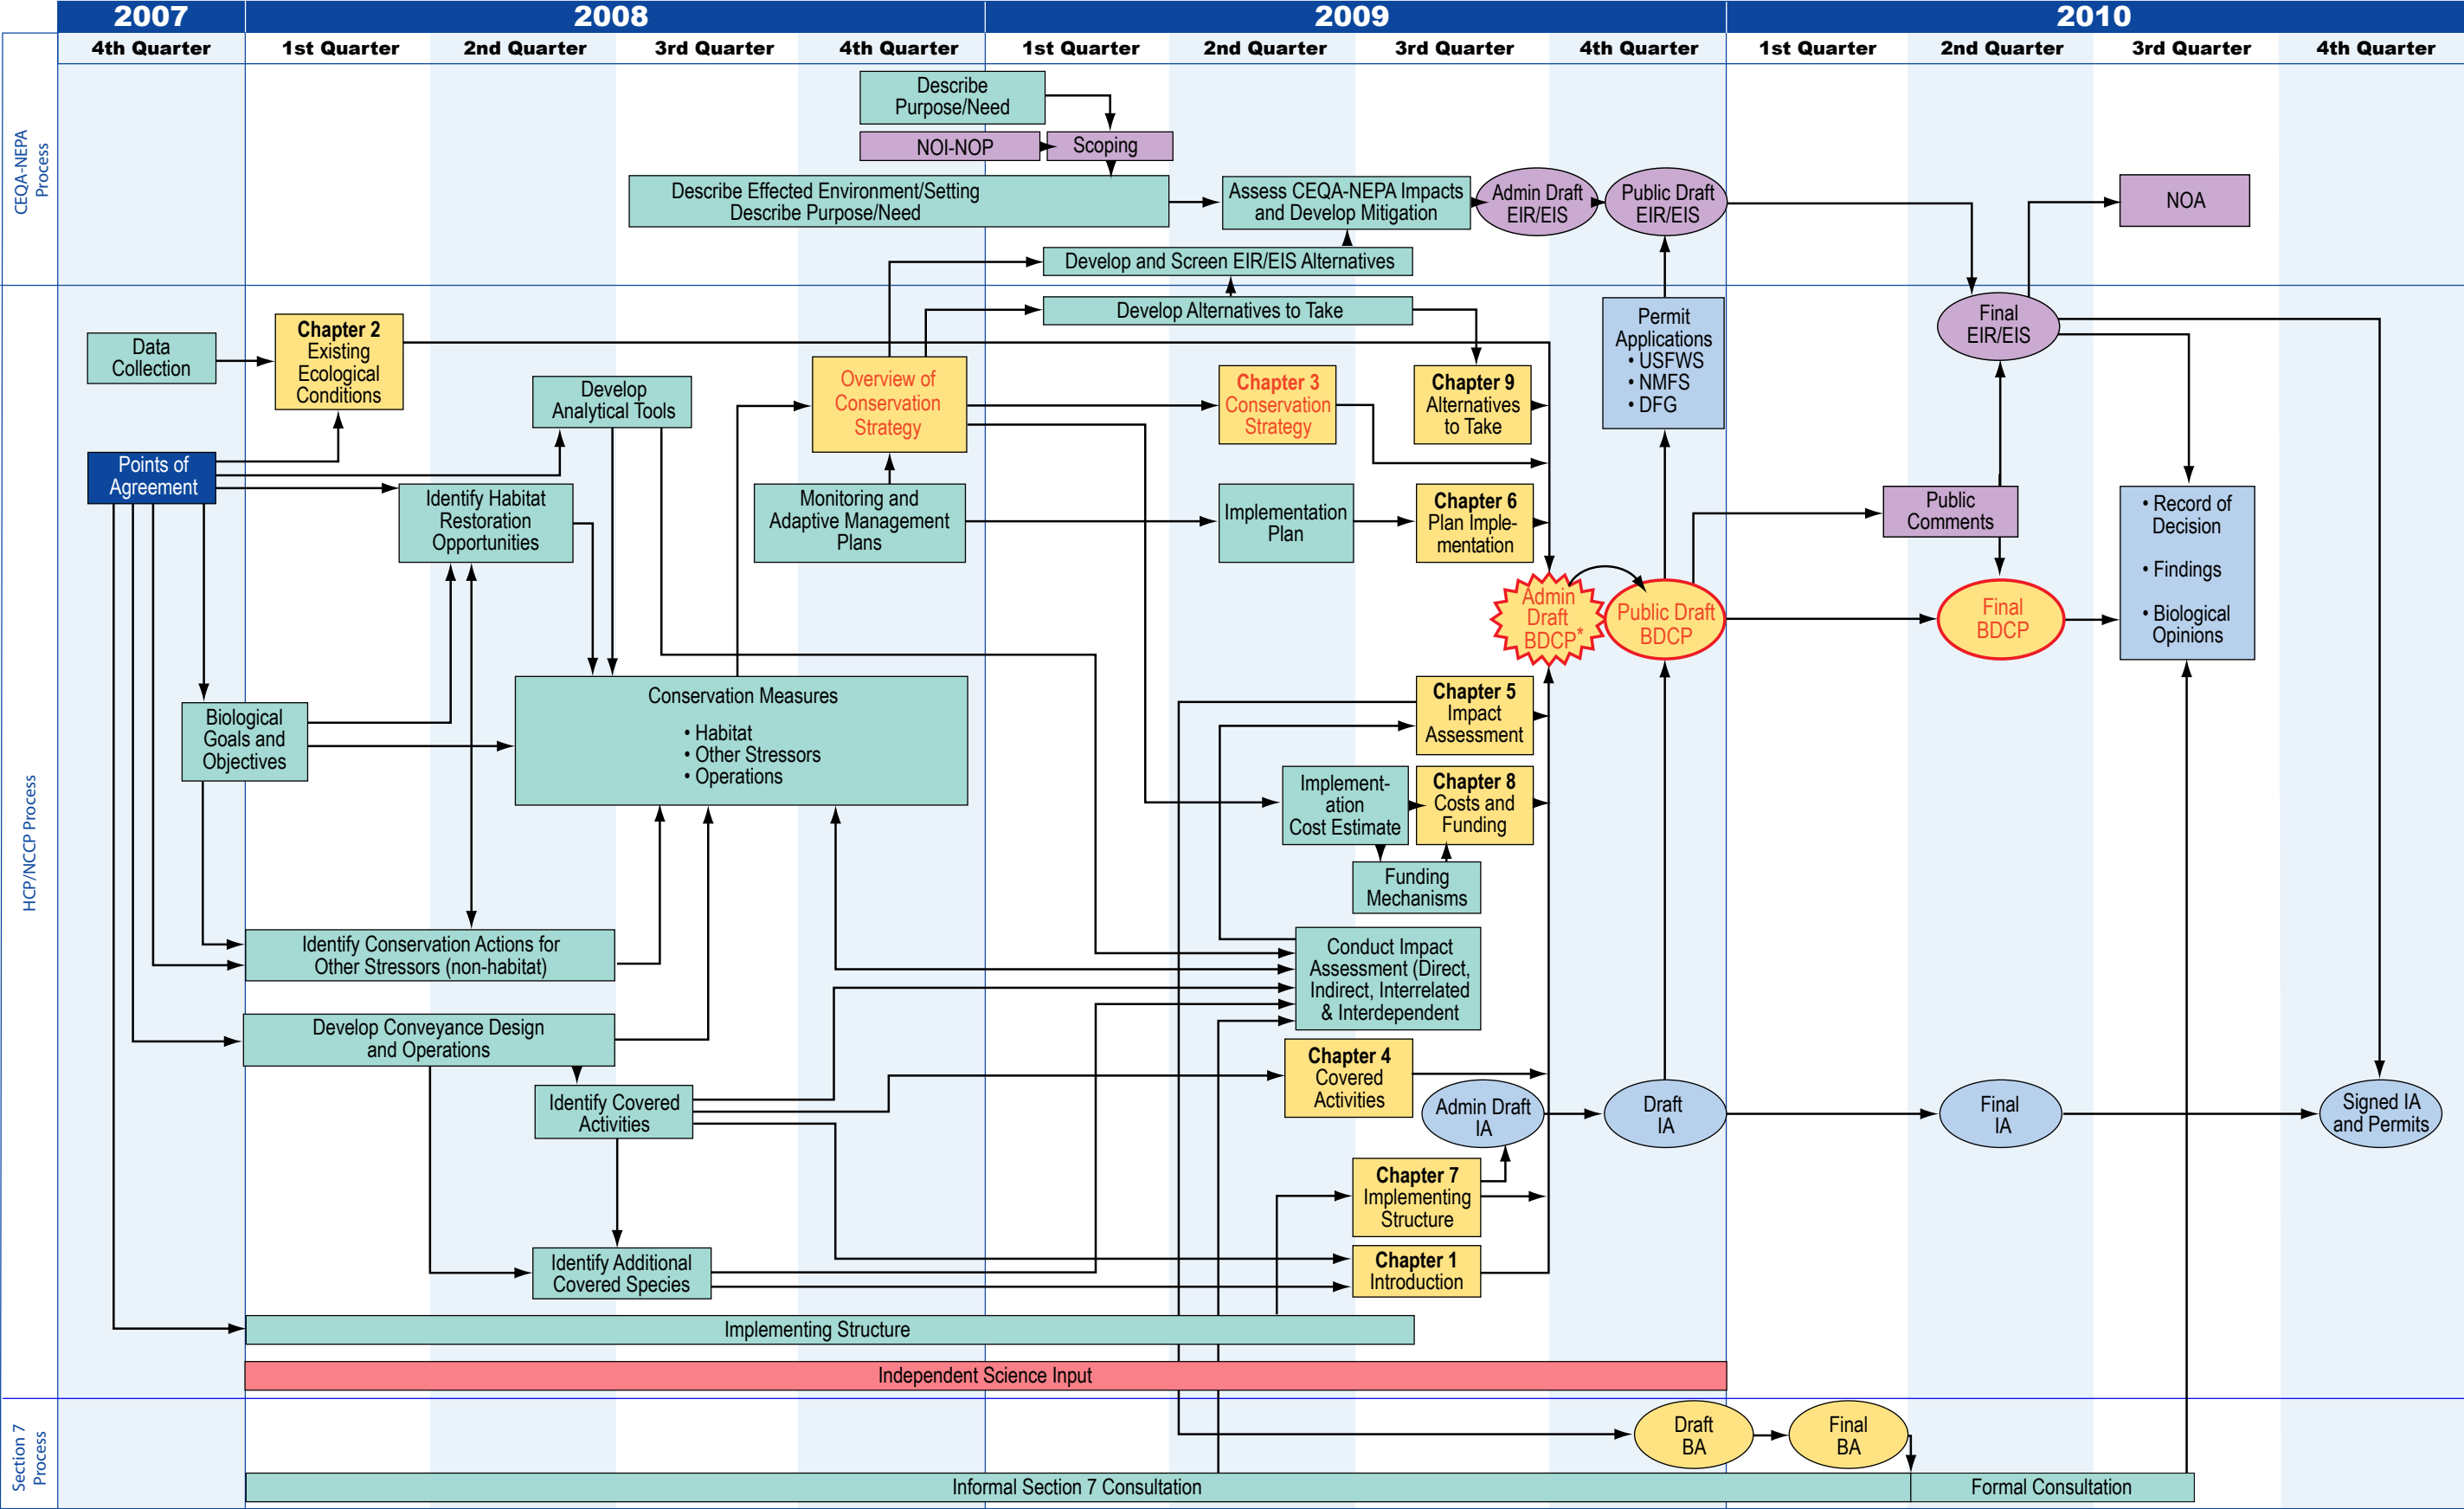 2007
2008
2009
2010
4th Quarter
1st Quarter
2nd Quarter
3rd Quarter
4th Quarter
1st Quarter
2nd Quarter
3rd Quarter
4th Quarter
1st Quarter
2nd Quarter
3rd Quarter
4th Quarter
CEQA-NEPA
Process
Describe
Purpose/Need
NOI-NOP
Scoping
Describe Effected Environment/Setting
Describe Purpose/Need
Assess CEQA-NEPA Impacts
and Develop Mitigation
Admin Draft
EIR/EIS
Public Draft
EIR/EIS
NOA
Develop and Screen EIR/EIS Alternatives
HCP/NCCP Process
Develop Alternatives to Take
Data
Collection
Chapter 2
Existing
Ecological
Conditions
Develop
Analytical Tools
Overview of
Conservation
Strategy
Chapter 3
Conservation
Strategy
Chapter 9
Alternatives
to Take
Permit
Applications
• USFWS
• NMFS
• DFG
Final
EIR/EIS
Points of
Agreement
Identify Habitat
Restoration
Opportunities
Monitoring and
Adaptive Management
Plans
Implementation
Plan
Chapter 6
Plan Imple-
mentation
Public
Comments
• Record of
Decision
• Findings
• Biological
Opinions
Admin
Draft
BDCP*
Public Draft
BDCP
Final
BDCP
Biological
Goals and
Objectives
Conservation Measures
• Habitat
• Other Stressors
• Operations
Chapter 5
Impact
Assessment
Implement-
ation
Cost Estimate
Chapter 8
Costs and
Funding
Funding
Mechanisms
Identify Conservation Actions for
Other Stressors (non-habitat)
Conduct Impact
Assessment (Direct,
Indirect, Interrelated
& Interdependent
Develop Conveyance Design
and Operations
Identify Covered
Activities
Chapter 4
Covered
Activities
Admin Draft
IA
Draft
IA
Final
IA
Signed IA
and Permits
Chapter 7
Implementing
Structure
Identify Additional
Covered Species
Chapter 1
Introduction
Implementing Structure
Independent Science Input
Section 7
Process
Draft
BA
Final
BA
Informal Section 7 Consultation
Formal Consultation